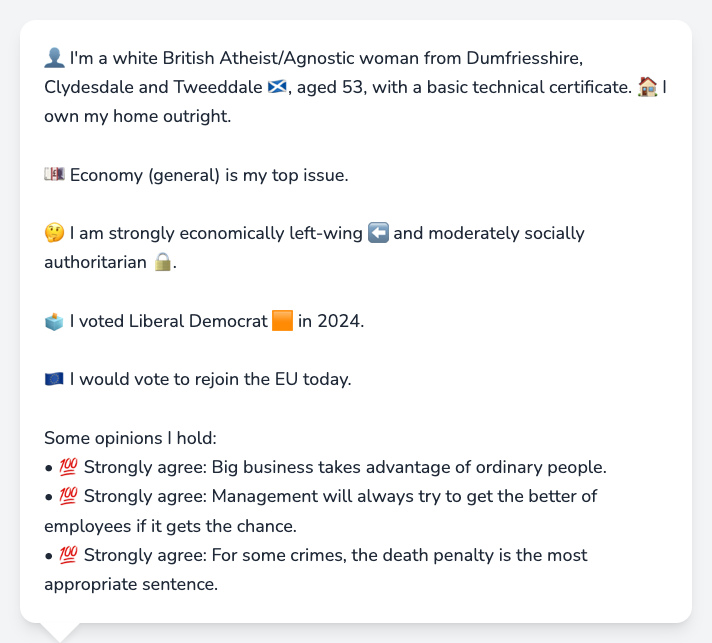 👤 I'm a white British Atheist/Agnostic woman from Dumfriesshire,
Clydesdale and Tweeddale 🏴󠁧󠁢󠁳󠁣󠁴󠁿, aged 53, with a basic technical certificate. 🏠 I
own my home outright.
💷 Economy (general) is my top issue.
🤔 I am strongly economically left-wing ⬅️ and moderately socially
authoritarian 🔒.
🗳️ I voted Liberal Democrat 🟧 in 2024.
🇪🇺 I would vote to rejoin the EU today.
Some opinions I hold:
• 💯 Strongly agree: Big business takes advantage of ordinary people.
• 💯 Strongly agree: Management will always try to get the better of
employees if it gets the chance.
• 💯 Strongly agree: For some crimes, the death penalty is the most
appropriate sentence.